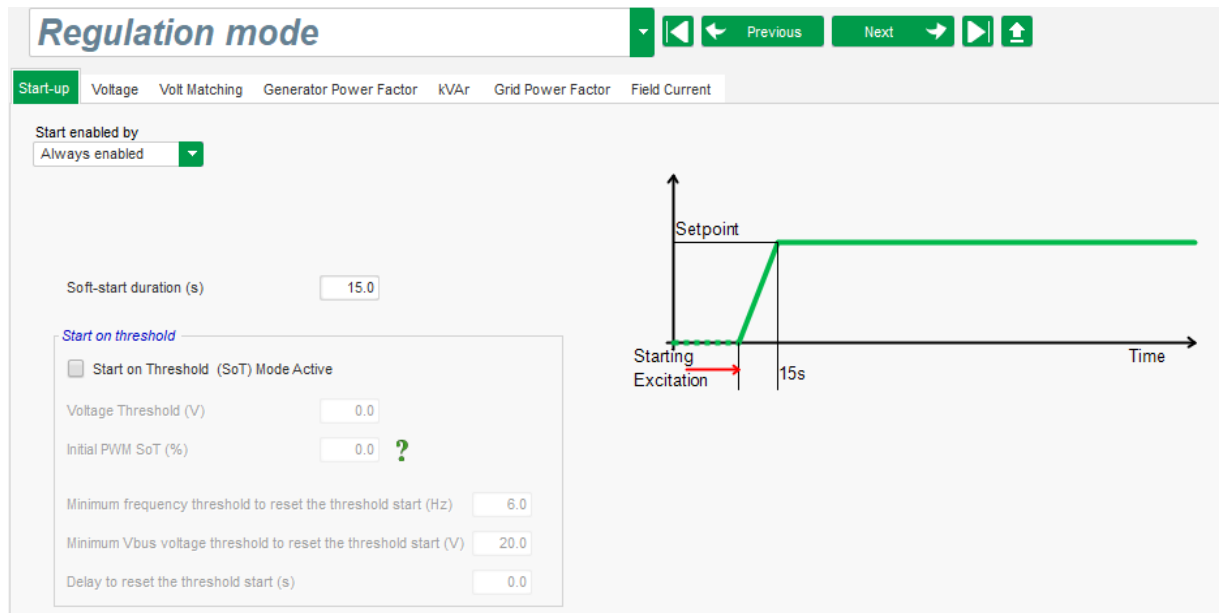 Regulation mode
Previous
Next
Start-up Voltage Volt Matching Generator Power Factor kVAr Grid Power Factor Field Current
Start enabled by
Always enabled
Soft-start duration (s) 15.0
Start on threshold
Start on Threshold (SoT) Mode Active
Voltage Threshold (V) 0.0
Initial PWM SoT (%) 0.0 ?
Minimum frequency threshold to reset the threshold start (Hz) 6.0
Minimum Vbus voltage threshold to reset the threshold start (V) 20.0
Delay to reset the threshold start (s) 0.0
Setpoint
Starting
Excitation
15s
Time